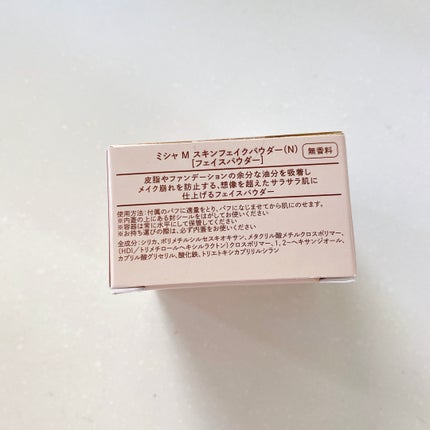 ミシャ M スキンフェイクパウダー(N)
[フェイスパウダー]
無香料
皮脂やファンデーションの余分な油分を吸着し
メイク崩れを防止する、想像を超えたサラサラ肌に
仕上げるフェイスパウダー
使用方法:付属のパフに適量をとり、パフになじませてから肌にのせます。
※内蓋の上にある封シールをはがしてお使いください
※容器は常に水平にして保管してください
※お持ち運びの際は、必ず内蓋をお使いください
全成分:シリカ、ポリメチルシルセスキオキサン、メタクリル酸メチルクロスポリマー、
(HDI/トリメチロールヘキシルラクトン)クロスポリマー、1,2-ヘキサンジオール、
カプリル酸グリセリル、酸化鉄、トリエトキシカプリリルシラン